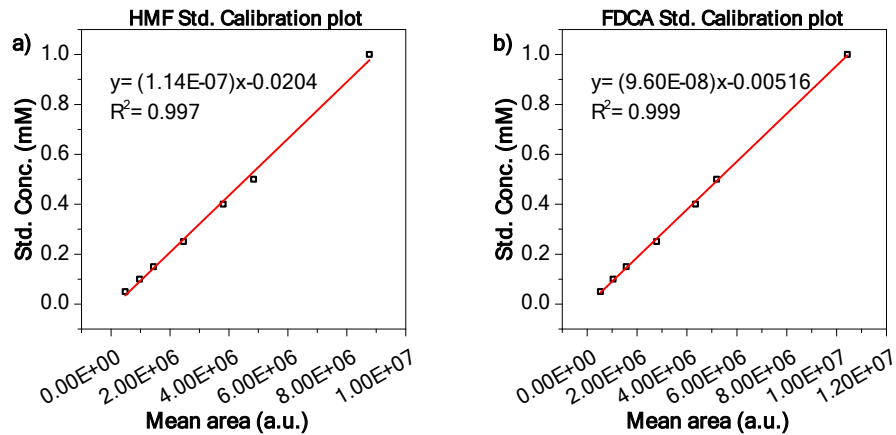 HMF Std. Calibration plot
a)
y= (1.14E-07)x-0.0204
R²= 0.997
Std. Conc. (mM)
1.0
0.8
0.6
0.4
0.2
0.0
0.00E+00
2.00E+06
4.00E+06
6.00E+06
8.00E+06
1.00E+07
Mean area (a.u.)
FDCA Std. Calibration plot
b)
y= (9.60E-08)x-0.00516
R²= 0.999
Std. Conc. (mM)
1.0
0.8
0.6
0.4
0.2
0.0
0.00E+00
2.00E+06
4.00E+06
6.00E+06
8.00E+06
1.00E+07
1.20E+07
Mean area (a.u.)